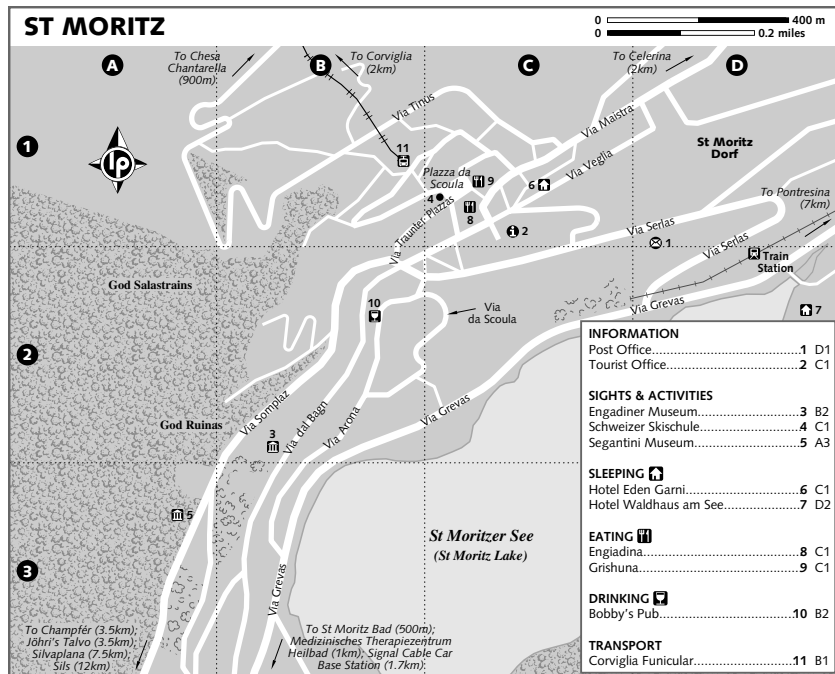 ST MORITZ
0 400 m
0 0.2 miles
A
B
C
D
To Chesa
Chantarella
(900m)
To Corviglia
(2km)
To Celerina
(2km)
1
lp
Via Tinus
Via Maistra
St Moritz
Dorf
11
Plazza da
Scoula
9
6
Via Veglia
4
8
To Pontresina
(7km)
Via Traunter Plazzas
2
Via Serlas
1
Via Serlas
Train
Station
God Salastrains
10
Via
da Scoula
Via Grevas
7
2
God Ruinas
Via Somplaz
Via dal Bagn
Via Arona
Via Grevas
3
5
St Moritzer See
(St Moritz Lake)
3
Via Grevas
To Champfér (3.5km);
Jöhri's Talvo (3.5km);
Silvaplana (7.5km);
Sils (12km)
To St Moritz Bad (500m);
Medizinisches Therapiezentrum
Heilbad (1km); Signal Cable Car
Base Station (1.7km)
INFORMATION
Post Office 1 D1
Tourist Office 2 C1
SIGHTS & ACTIVITIES
Engadiner Museum 3 B2
Schweizer Skischule 4 C1
Segantini Museum 5 A3
SLEEPING
Hotel Eden Garni 6 C1
Hotel Waldhaus am See 7 D2
EATING
Engiadina 8 C1
Grishuna 9 C1
DRINKING
Bobby's Pub 10 B2
TRANSPORT
Corviglia Funicular 11 B1